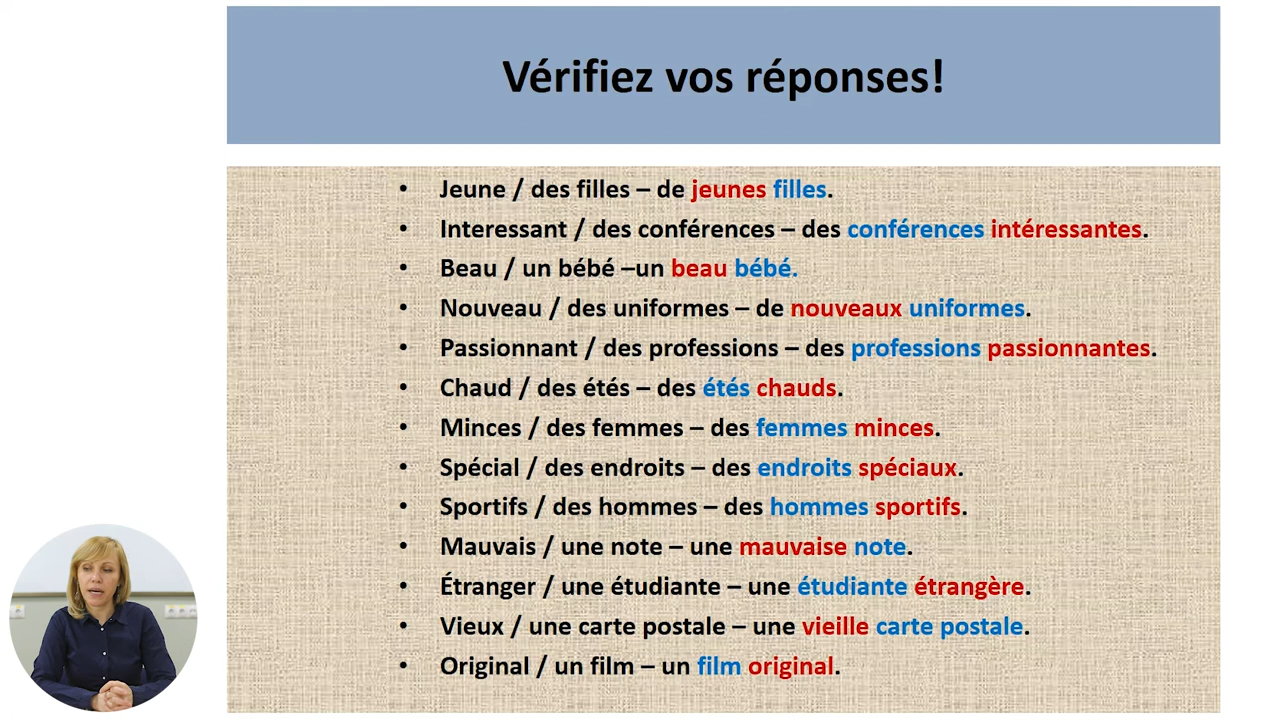 Vérifiez vos réponses!
• Jeune / des filles – de jeunes filles.
• Interessant / des conférences – des conférences intéressantes.
• Beau / un bébé –un beau bébé.
• Nouveau / des uniformes – de nouveaux uniformes.
• Passionnant / des professions – des professions passionnantes.
• Chaud / des étés – des étés chauds.
• Minces / des femmes – des femmes minces.
• Spécial / des endroits – des endroits spéciaux.
• Sportifs / des hommes – des hommes sportifs.
• Mauvais / une note – une mauvaise note.
• Étranger / une étudiante – une étudiante étrangère.
• Vieux / une carte postale – une vieille carte postale.
• Original / un film – un film original.